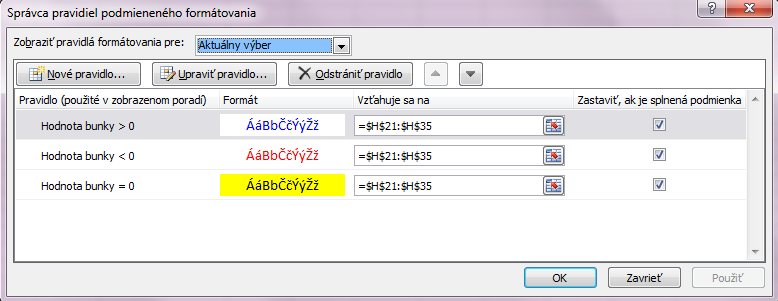 Správca pravidiel podmieneného formátovania
Zobraziť pravidlá formátovania pre: Aktuálny výber
Nové pravidlo... Upraviť pravidlo... Odstrániť pravidlo
Pravidlo (použité v zobrazenom poradí) Formát Vzťahuje sa na Zastaviť, ak je splnená podmienka
Hodnota bunky > 0 ÁáBbČčÝýŽž =$H$21:$H$35
Hodnota bunky < 0 ÁáBbČčÝýŽž =$H$21:$H$35
Hodnota bunky = 0 ÁáBbČčÝýŽž =$H$21:$H$35
OK Zavrieť Použiť